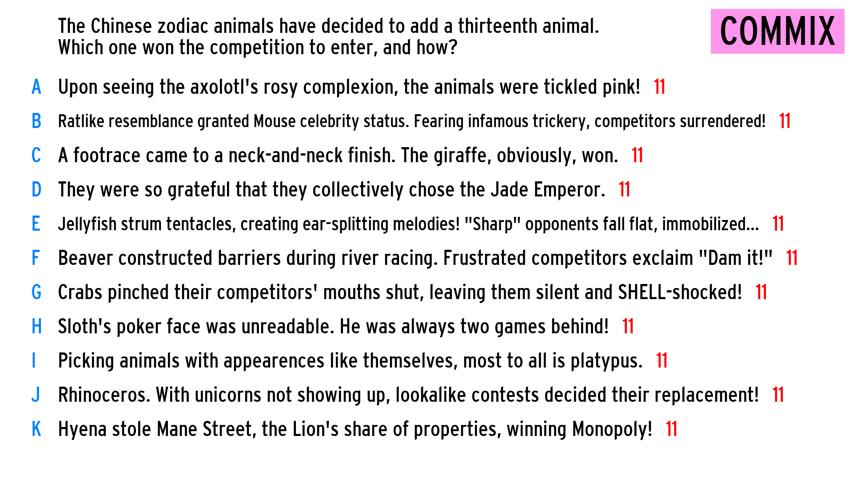 The Chinese zodiac animals have decided to add a thirteenth animal.
Which one won the competition to enter, and how?
COMMIX
A Upon seeing the axolotl's rosy complexion, the animals were tickled pink! 11
B Ratlike resemblance granted Mouse celebrity status. Fearing infamous trickery, competitors surrendered! 11
C A footrace came to a neck-and-neck finish. The giraffe, obviously, won. 11
D They were so grateful that they collectively chose the Jade Emperor. 11
E Jellyfish strum tentacles, creating ear-splitting melodies! "Sharp" opponents fall flat, immobilized... 11
F Beaver constructed barriers during river racing. Frustrated competitors exclaim "Dam it!" 11
G Crabs pinched their competitors' mouths shut, leaving them silent and SHELL-shocked! 11
H Sloth's poker face was unreadable. He was always two games behind! 11
I Picking animals with appearences like themselves, most to all is platypus. 11
J Rhinoceros. With unicorns not showing up, lookalike contests decided their replacement! 11
K Hyena stole Mane Street, the Lion's share of properties, winning Monopoly! 11